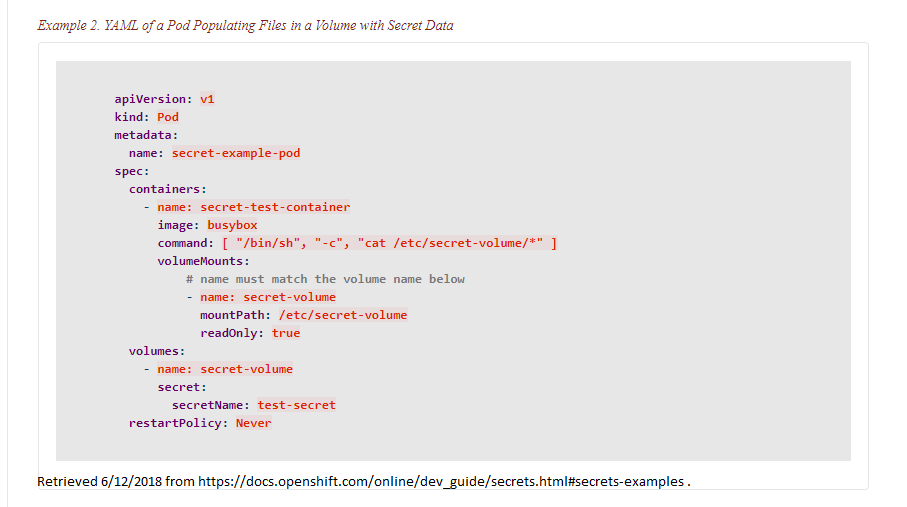 Example 2. YAML of a Pod Populating Files in a Volume with Secret Data
apiVersion: v1
kind: Pod
metadata:
  name: secret-example-pod
spec:
  containers:
    - name: secret-test-container
      image: busybox
      command: [ "/bin/sh", "-c", "cat /etc/secret-volume/*" ]
      volumeMounts:
          # name must match the volume name below
          - name: secret-volume
            mountPath: /etc/secret-volume
            readOnly: true
  volumes:
    - name: secret-volume
      secret:
        secretName: test-secret
  restartPolicy: Never
Retrieved 6/12/2018 from https://docs.openshift.com/online/dev_guide/secrets.html#secrets-examples .